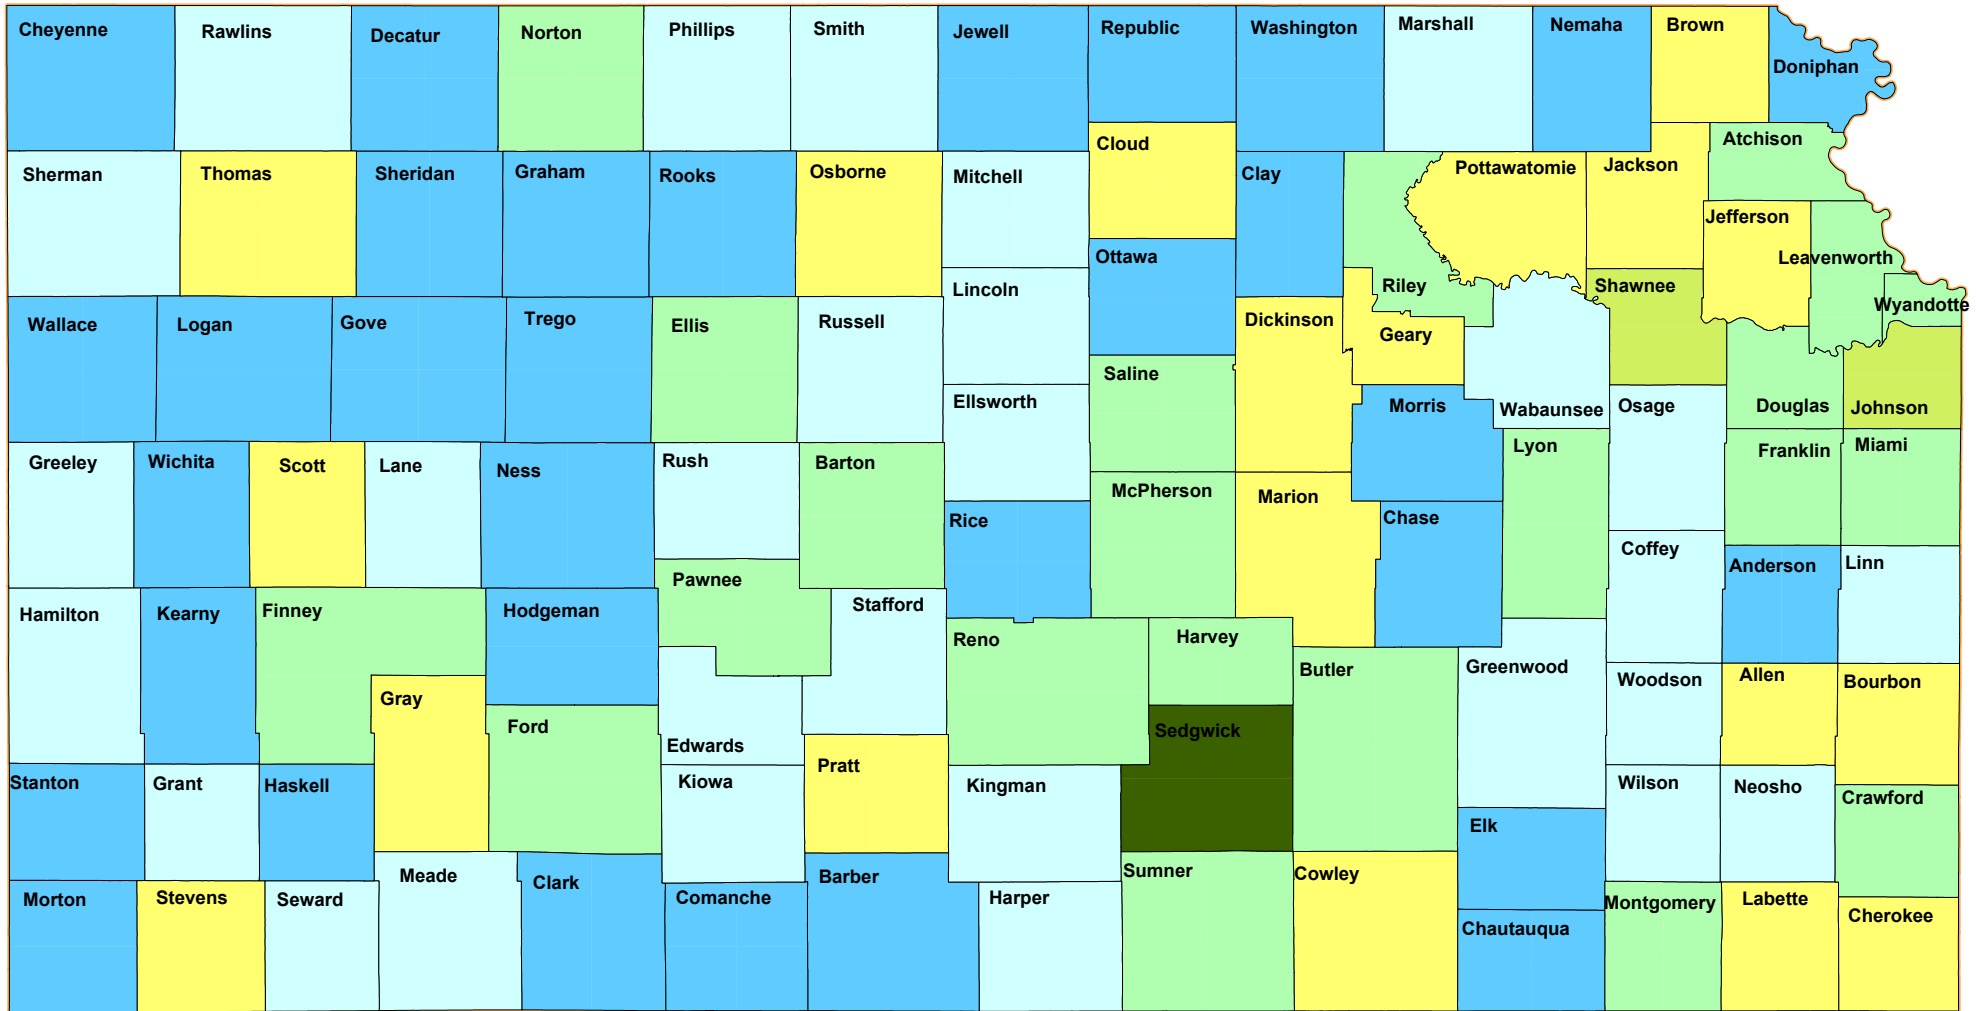 Cheyenne
Rawlins
Decatur
Norton
Phillips
Smith
Jewell
Republic
Washington
Marshall
Nemaha
Brown
Doniphan
Sherman
Thomas
Sheridan
Graham
Rooks
Osborne
Mitchell
Cloud
Clay
Pottawatomie
Jackson
Atchison
Jefferson
Leavenworth
Ottawa
Lincoln
Riley
Shawnee
Wyandotte
Wallace
Logan
Gove
Trego
Ellis
Russell
Dickinson
Geary
Saline
Ellsworth
Morris
Wabaunsee
Osage
Douglas
Johnson
Greeley
Wichita
Scott
Lane
Ness
Rush
Barton
McPherson
Marion
Lyon
Franklin
Miami
Rice
Chase
Coffey
Anderson
Linn
Hamilton
Kearny
Finney
Hodgeman
Pawnee
Stafford
Reno
Harvey
Butler
Greenwood
Woodson
Allen
Bourbon
Gray
Ford
Edwards
Sedgwick
Pratt
Stanton
Grant
Haskell
Kiowa
Kingman
Wilson
Neosho
Crawford
Elk
Meade
Clark
Barber
Sumner
Cowley
Morton
Stevens
Seward
Comanche
Harper
Chautauqua
Montgomery
Labette
Cherokee